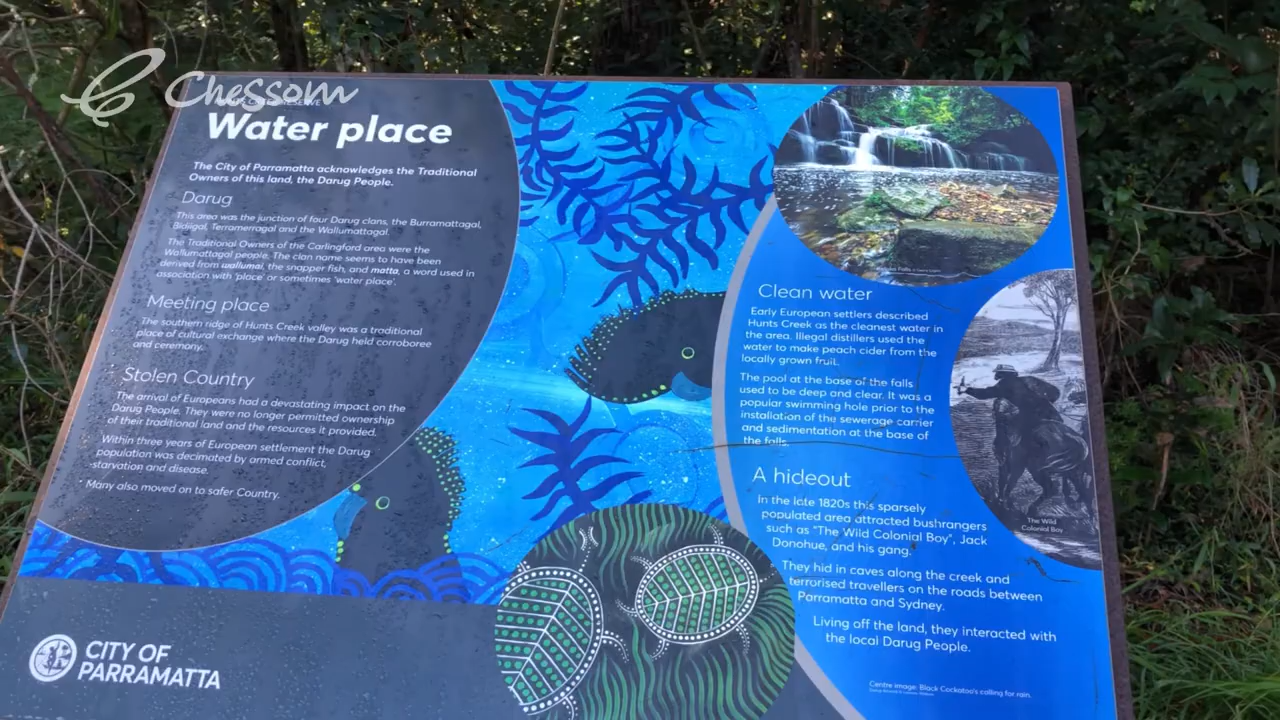 Chessom
HUNTS CREEK RESERVE
Water place
The City of Parramatta acknowledges the Traditional
Owners of this land, the Darug People.
Darug
This area was the junction of four Darug clans, the Burramattagal,
Bidjigal, Terramerragal and the Wallumattagal.
The Traditional Owners of the Carlingford area were the
Wallumattagal people. The clan name seems to have been
derived from wallumai, the snapper fish, and matta, a word used in
association with 'place' or sometimes 'water place'.
Meeting place
The southern ridge of Hunts Creek valley was a traditional
place of cultural exchange where the Darug held corroboree
and ceremony.
Stolen Country
The arrival of Europeans had a devastating impact on the
Darug People. They were no longer permitted ownership
of their traditional land and the resources it provided.
Within three years of European settlement the Darug
population was decimated by armed conflict,
starvation and disease.
Many also moved on to safer Country.
CITY OF
PARRAMATTA
Clean water
Early European settlers described
Hunts Creek as the cleanest water in
the area. Illegal distillers used the
water to make peach cider from the
locally grown fruit.
The pool at the base of the falls
used to be deep and clear. It was a
popular swimming hole prior to the
installation of the sewerage carrier
and sedimentation at the base of
the falls.
The Wild
Colonial Boy
A hideout
In the late 1820s this sparsely
populated area attracted bushrangers
such as "The Wild Colonial Boy", Jack
Donohue, and his gang.
They hid in caves along the creek and
terrorised travellers on the roads between
Parramatta and Sydney.
Living off the land, they interacted with
the local Darug People.
Centre image: Black Cockatoo's calling for rain.